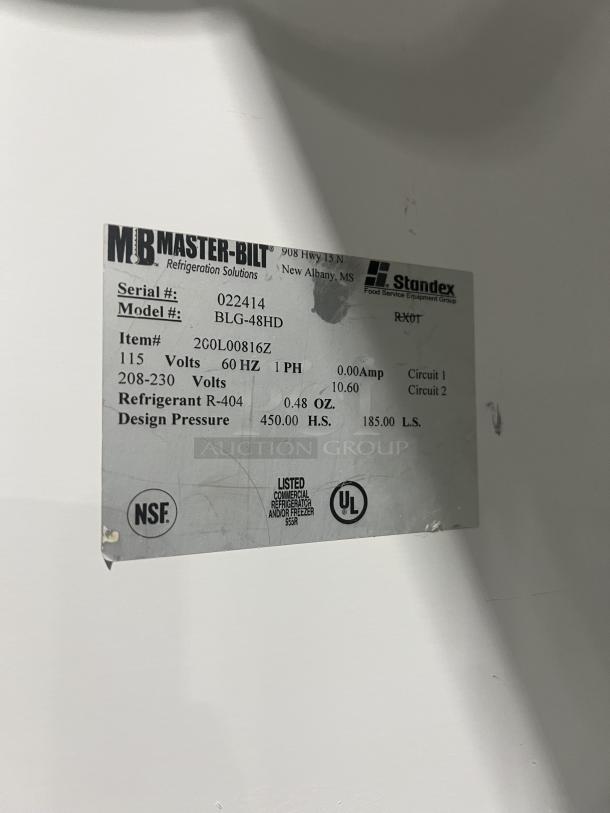 MB MASTER-BILT®
Refrigeration Solutions
908 Hwy 15 N
New Albany, MS
Standex
Food Service Equipment Group
Serial #: 022414
Model #: BLG-48HD
RX01
Item# 200L00816Z
115 Volts 60 HZ 1 PH 0.00Amp Circuit 1
208-230 Volts 10.60 Circuit 2
Refrigerant R-404 0.48 OZ.
Design Pressure 450.00 H.S. 185.00 L.S.
AUCTION GROUP
NSF.
LISTED
COMMERCIAL
REFRIGERATOR
AND/OR FREEZER
955R
UL